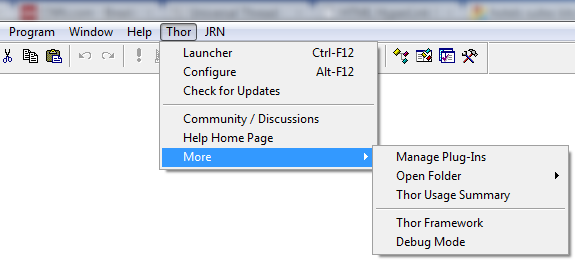 Program Window Help Thor JRN
Launcher Ctrl-F12
Configure Alt-F12
Check for Updates
Community / Discussions
Help Home Page
More
Manage Plug-Ins
Open Folder
Thor Usage Summary
Thor Framework
Debug Mode